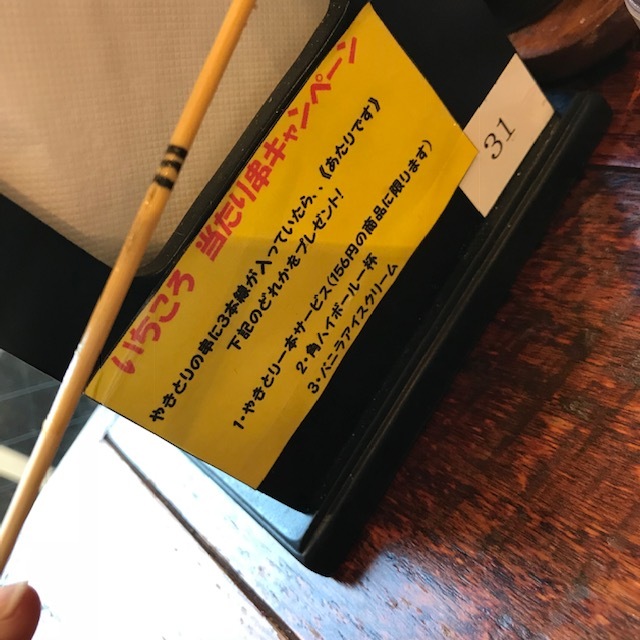 いちころ 当たり串キャンペーン
やきとりの串に3本線が入っていたら、《あたりです》
下記のどれかをプレゼント!
1・やきとり一本サービス(156円の商品に限ります)
2・角ハイボール一杯
3・バニラアイスクリーム
31